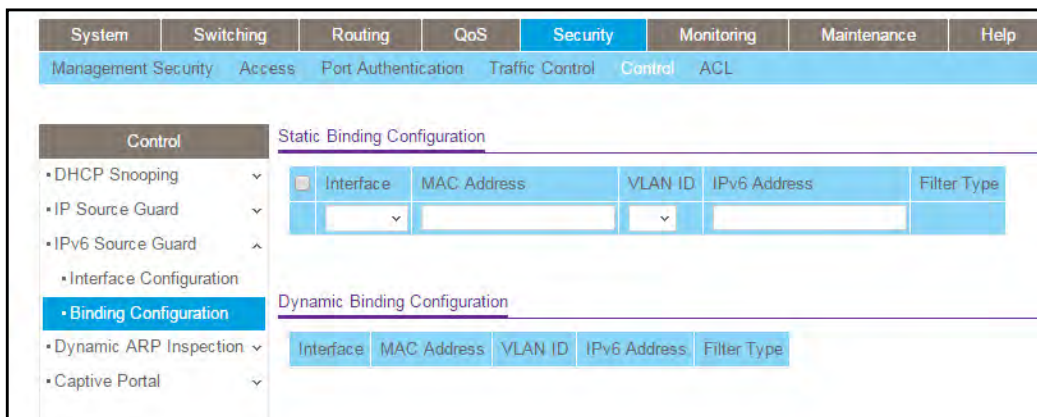 System Switching Routing QoS Security Monitoring Maintenance Help
Management Security Access Port Authentication Traffic Control Control ACL
Control
DHCP Snooping
IP Source Guard
IPv6 Source Guard
Interface Configuration
Binding Configuration
Dynamic ARP Inspection
Captive Portal
Static Binding Configuration
Interface MAC Address VLAN ID IPv6 Address Filter Type
Dynamic Binding Configuration
Interface MAC Address VLAN ID IPv6 Address Filter Type